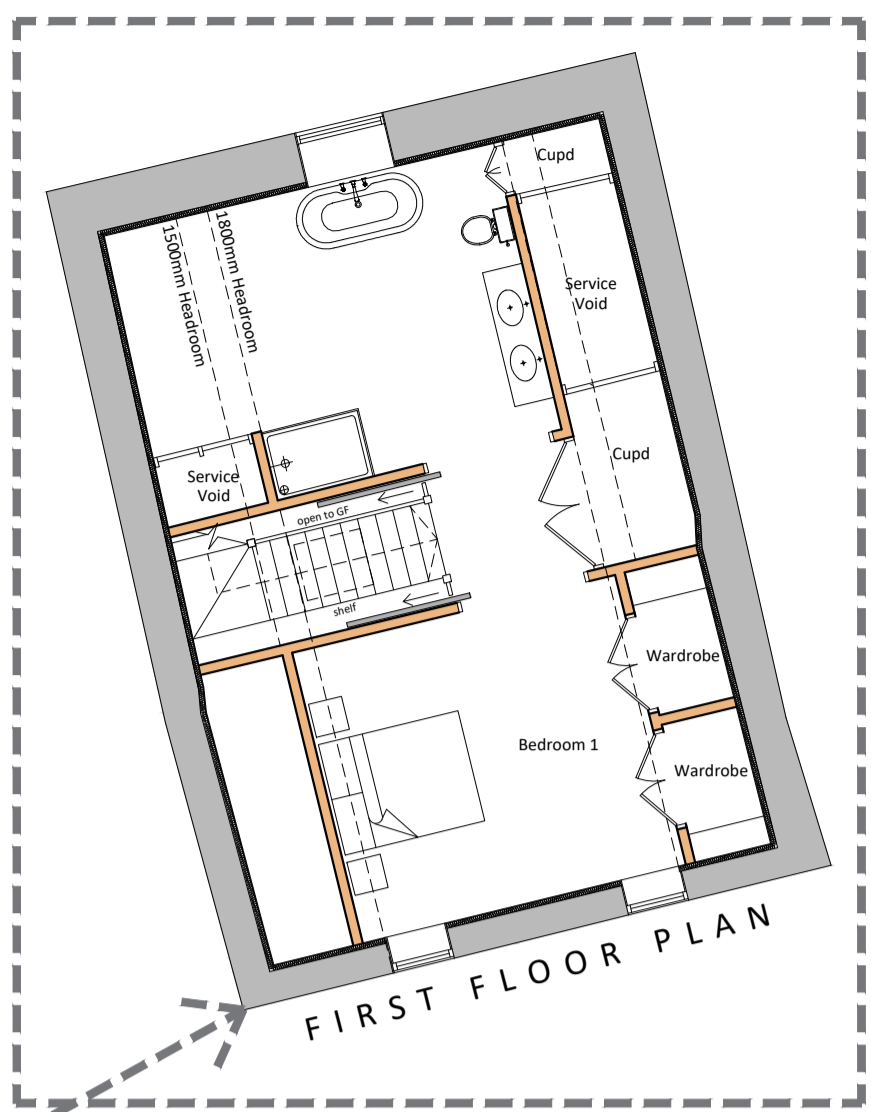 Cupd
1800mm Headroom
1500mm Headroom
Service
Void
Cupd
Service
Void
open to GF
shelf
Wardrobe
Bedroom 1
Wardrobe
FIRST FLOOR PLAN